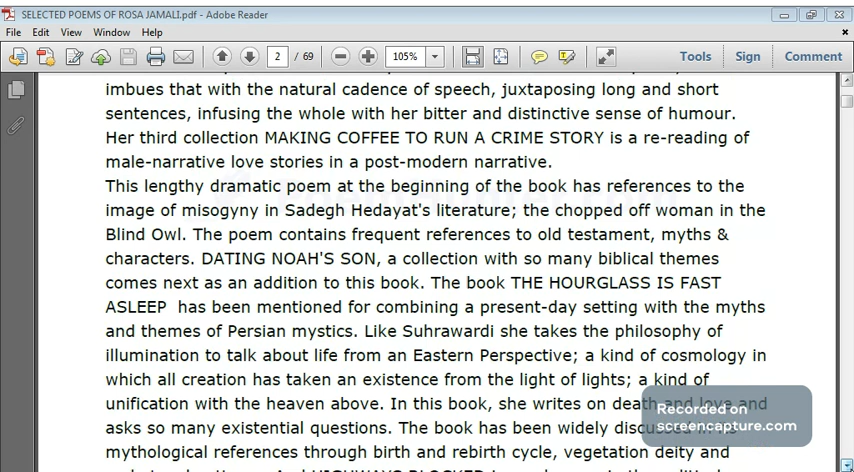 SELECTED POEMS OF ROSA JAMALI.pdf - Adobe Reader
File Edit View Window Help
2 / 69 105% Tools Sign Comment
imbues that with the natural cadence of speech, juxtaposing long and short
sentences, infusing the whole with her bitter and distinctive sense of humour.
Her third collection MAKING COFFEE TO RUN A CRIME STORY is a re-reading of
male-narrative love stories in a post-modern narrative.
This lengthy dramatic poem at the beginning of the book has references to the
image of misogyny in Sadegh Hedayat's literature; the chopped off woman in the
Blind Owl. The poem contains frequent references to old testament, myths &
characters. DATING NOAH'S SON, a collection with so many biblical themes
comes next as an addition to this book. The book THE HOURGLASS IS FAST
ASLEEP has been mentioned for combining a present-day setting with the myths
and themes of Persian mystics. Like Suhrawardi she takes the philosophy of
illumination to talk about life from an Eastern Perspective; a kind of cosmology in
which all creation has taken an existence from the light of lights; a kind of
unification with the heaven above. In this book, she writes on death and love and
asks so many existential questions. The book has been widely discussed in
mythological references through birth and rebirth cycle, vegetation deity and
Recorded on
screencapture.com